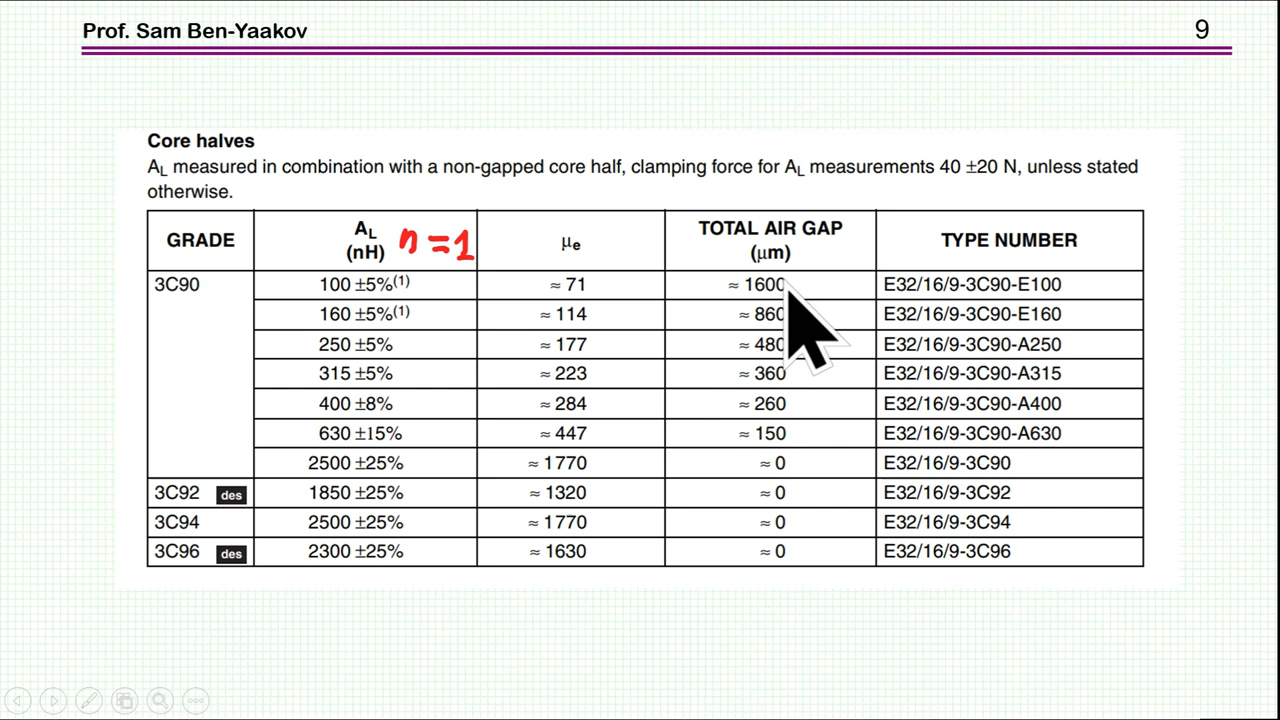 Prof. Sam Ben-Yaakov 9
Core halves
AL measured in combination with a non-gapped core half, clamping force for AL measurements 40 ±20 N, unless stated
otherwise.
GRADE AL (nH) n=1 μe TOTAL AIR GAP (μm) TYPE NUMBER
3C90 100 ±5%(1) ≈ 71 ≈ 1600 E32/16/9-3C90-E100
160 ±5%(1) ≈ 114 ≈ 860 E32/16/9-3C90-E160
250 ±5% ≈ 177 ≈ 480 E32/16/9-3C90-A250
315 ±5% ≈ 223 ≈ 360 E32/16/9-3C90-A315
400 ±8% ≈ 284 ≈ 260 E32/16/9-3C90-A400
630 ±15% ≈ 447 ≈ 150 E32/16/9-3C90-A630
2500 ±25% ≈ 1770 ≈ 0 E32/16/9-3C90
3C92 des 1850 ±25% ≈ 1320 ≈ 0 E32/16/9-3C92
3C94 2500 ±25% ≈ 1770 ≈ 0 E32/16/9-3C94
3C96 des 2300 ±25% ≈ 1630 ≈ 0 E32/16/9-3C96